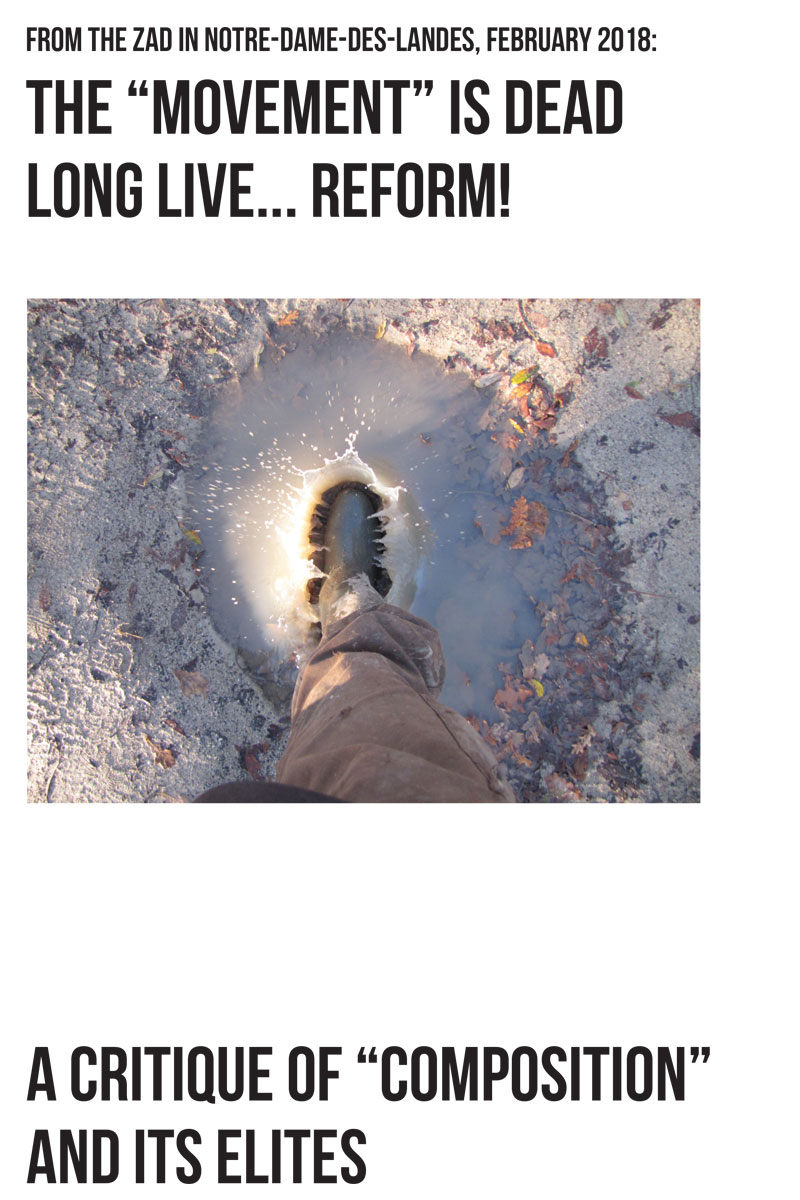 FROM THE ZAD IN NOTRE-DAME-DES-LANDES, FEBRUARY 2018:
THE “MOVEMENT” IS DEAD
LONG LIVE... REFORM!
A CRITIQUE OF “COMPOSITION”
AND ITS ELITES